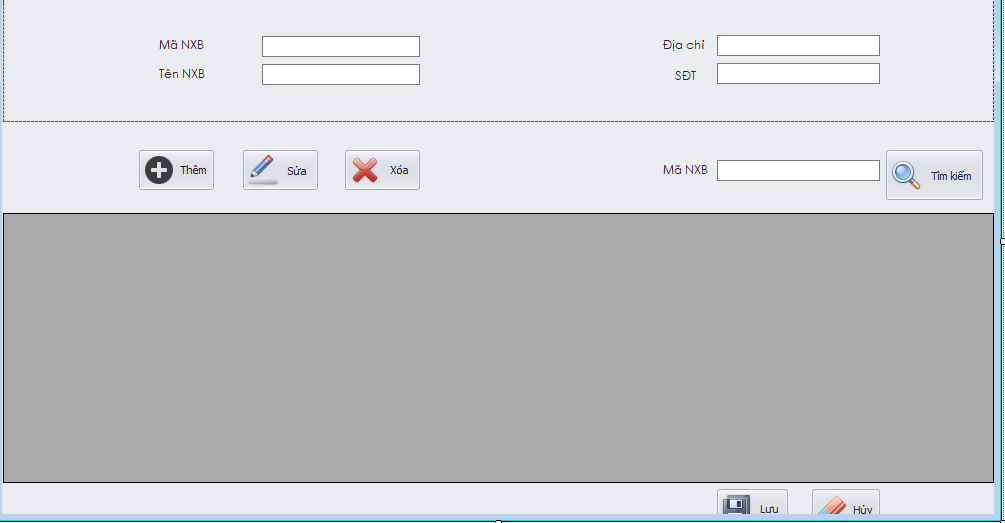 Mã NXB
Địa chỉ
Tên NXB
SĐT
Thêm
Sửa
Xóa
Mã NXB
Tìm kiếm
Lưu
Hủy